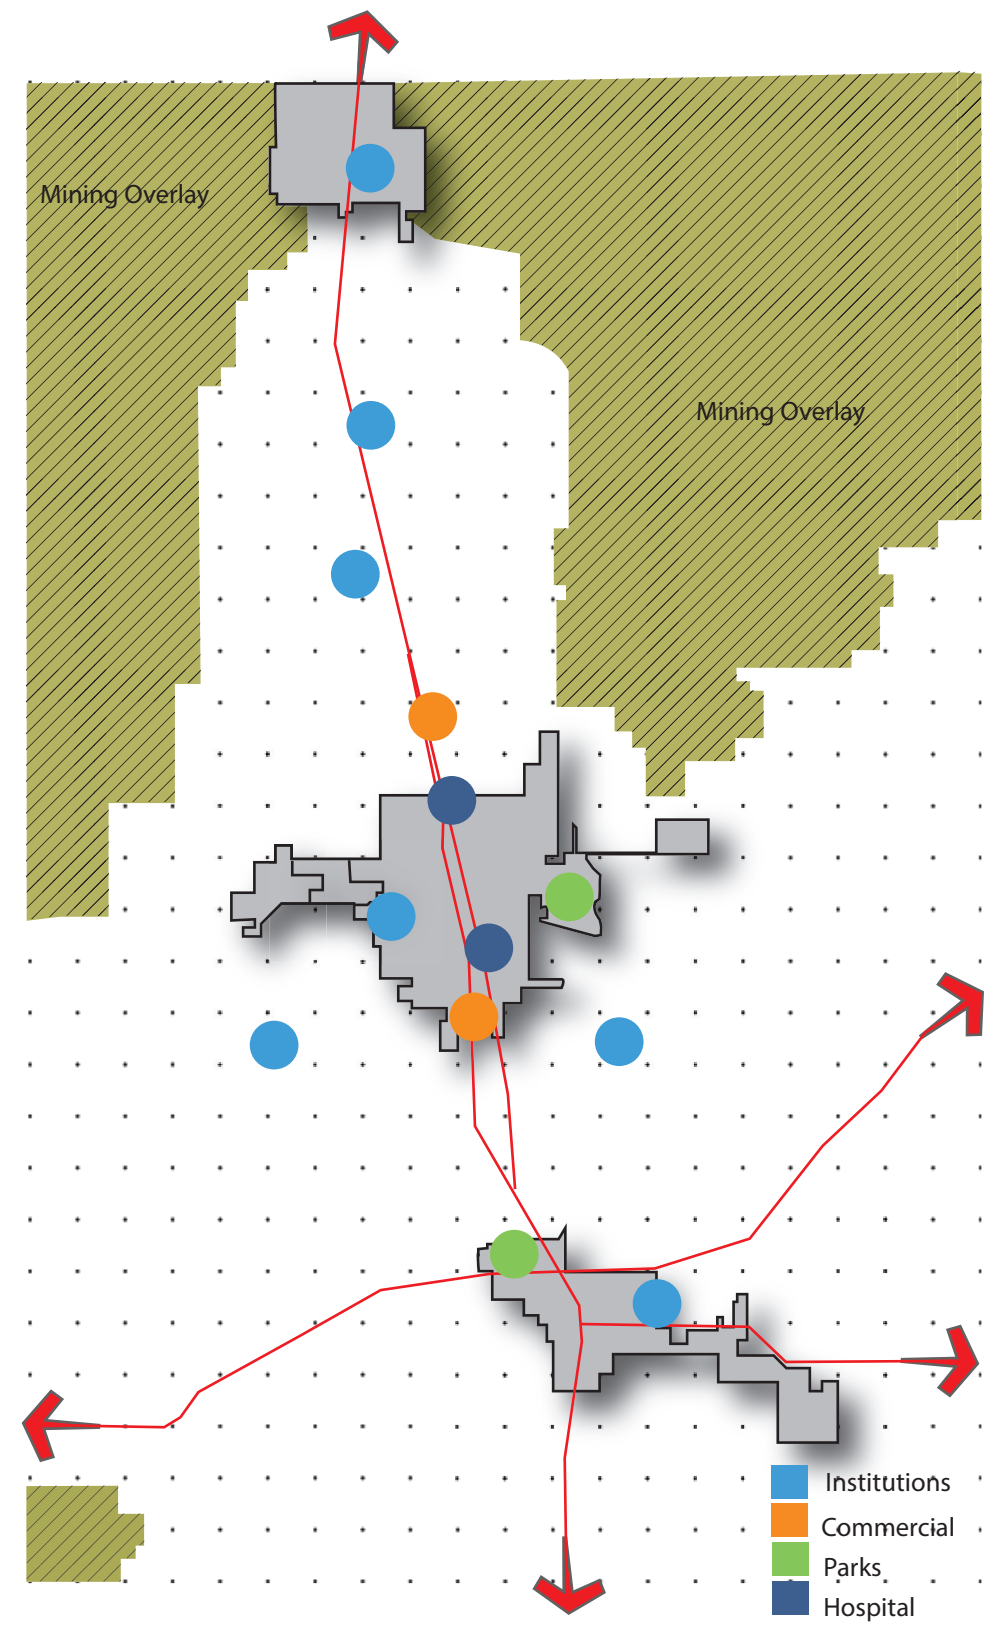 Mining Overlay
Mining Overlay
Institutions
Commercial
Parks
Hospital